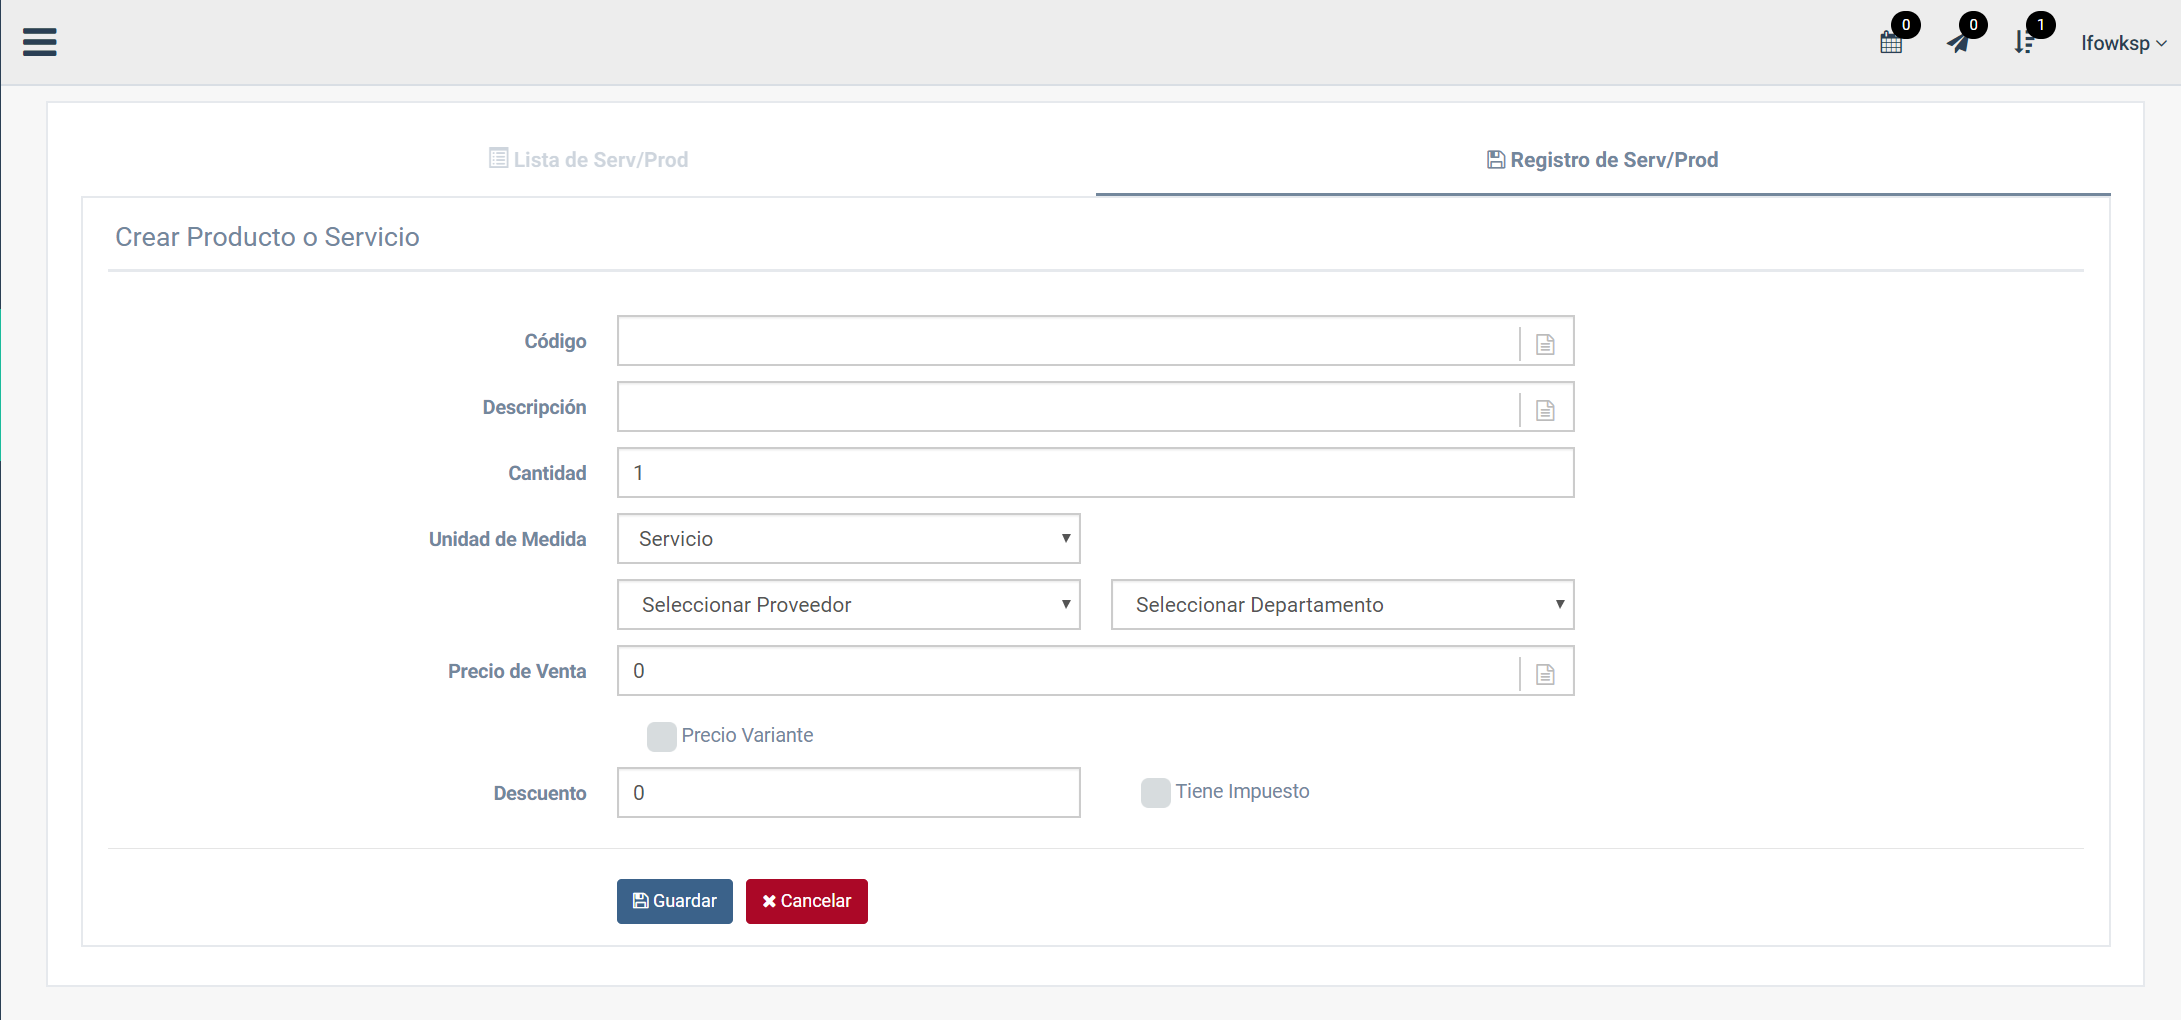 0
0
1
lfowksp
Lista de Serv/Prod
Registro de Serv/Prod
Crear Producto o Servicio
Código
Descripción
Cantidad
1
Unidad de Medida
Servicio
Seleccionar Proveedor
Seleccionar Departamento
Precio de Venta
0
Precio Variante
Descuento
0
Tiene Impuesto
Guardar
Cancelar